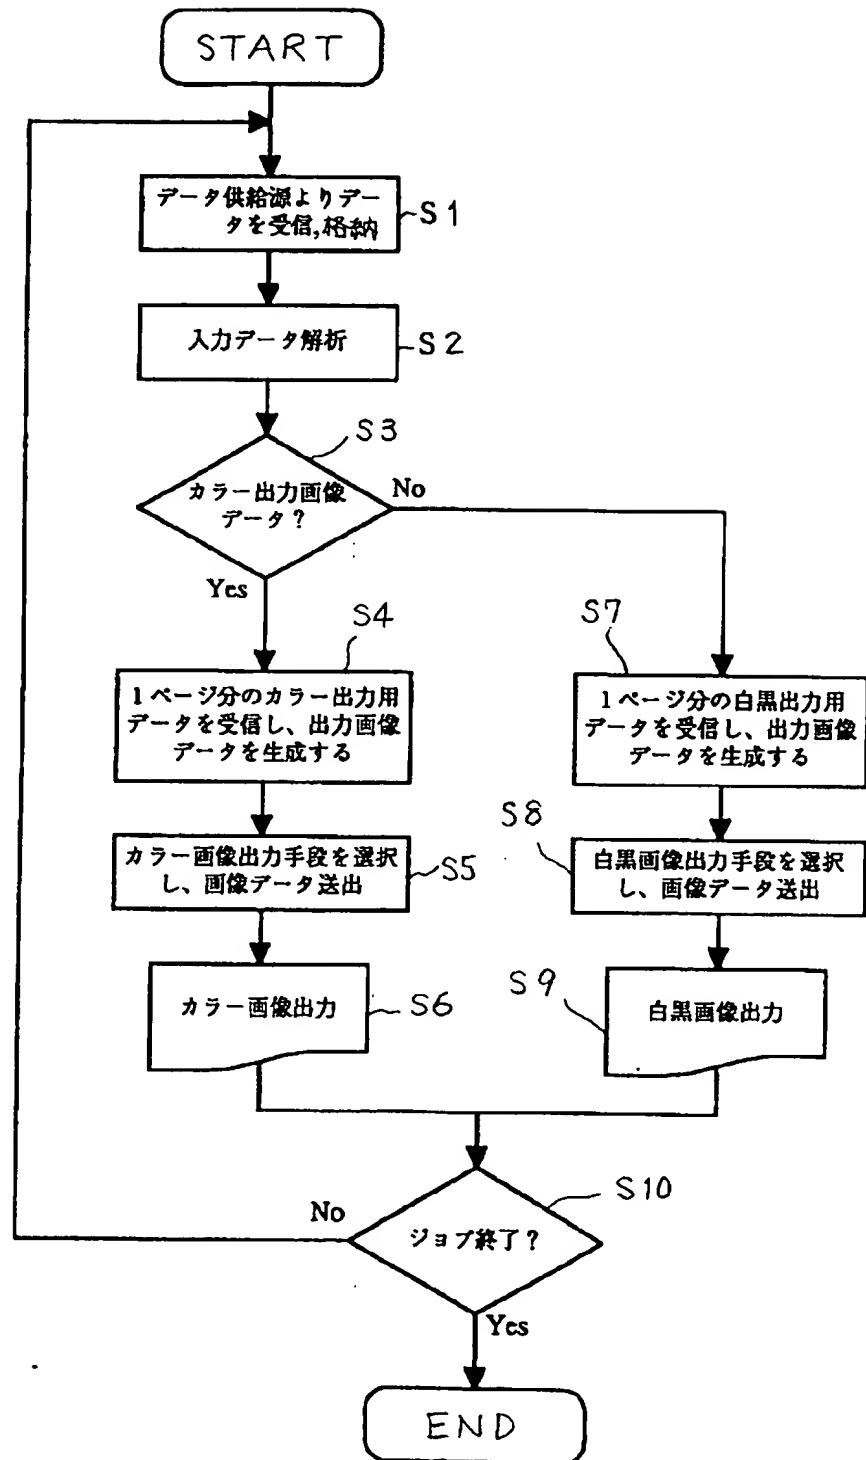 START
データ供給源よりデー
タを受信,格納
S1
入力データ解析
S2
S3
カラー出力画像
データ？
No
Yes
S4
1ページ分のカラー出力用
データを受信し、出力画像
データを生成する
S7
1ページ分の白黒出力用
データを受信し、出力画像
データを生成する
カラー画像出力手段を選択
し、画像データ送出
S5
S8
白黒画像出力手段を選択
し、画像データ送出
カラー画像出力
S6
S9
白黒画像出力
S10
No
ジョブ終了？
Yes
END